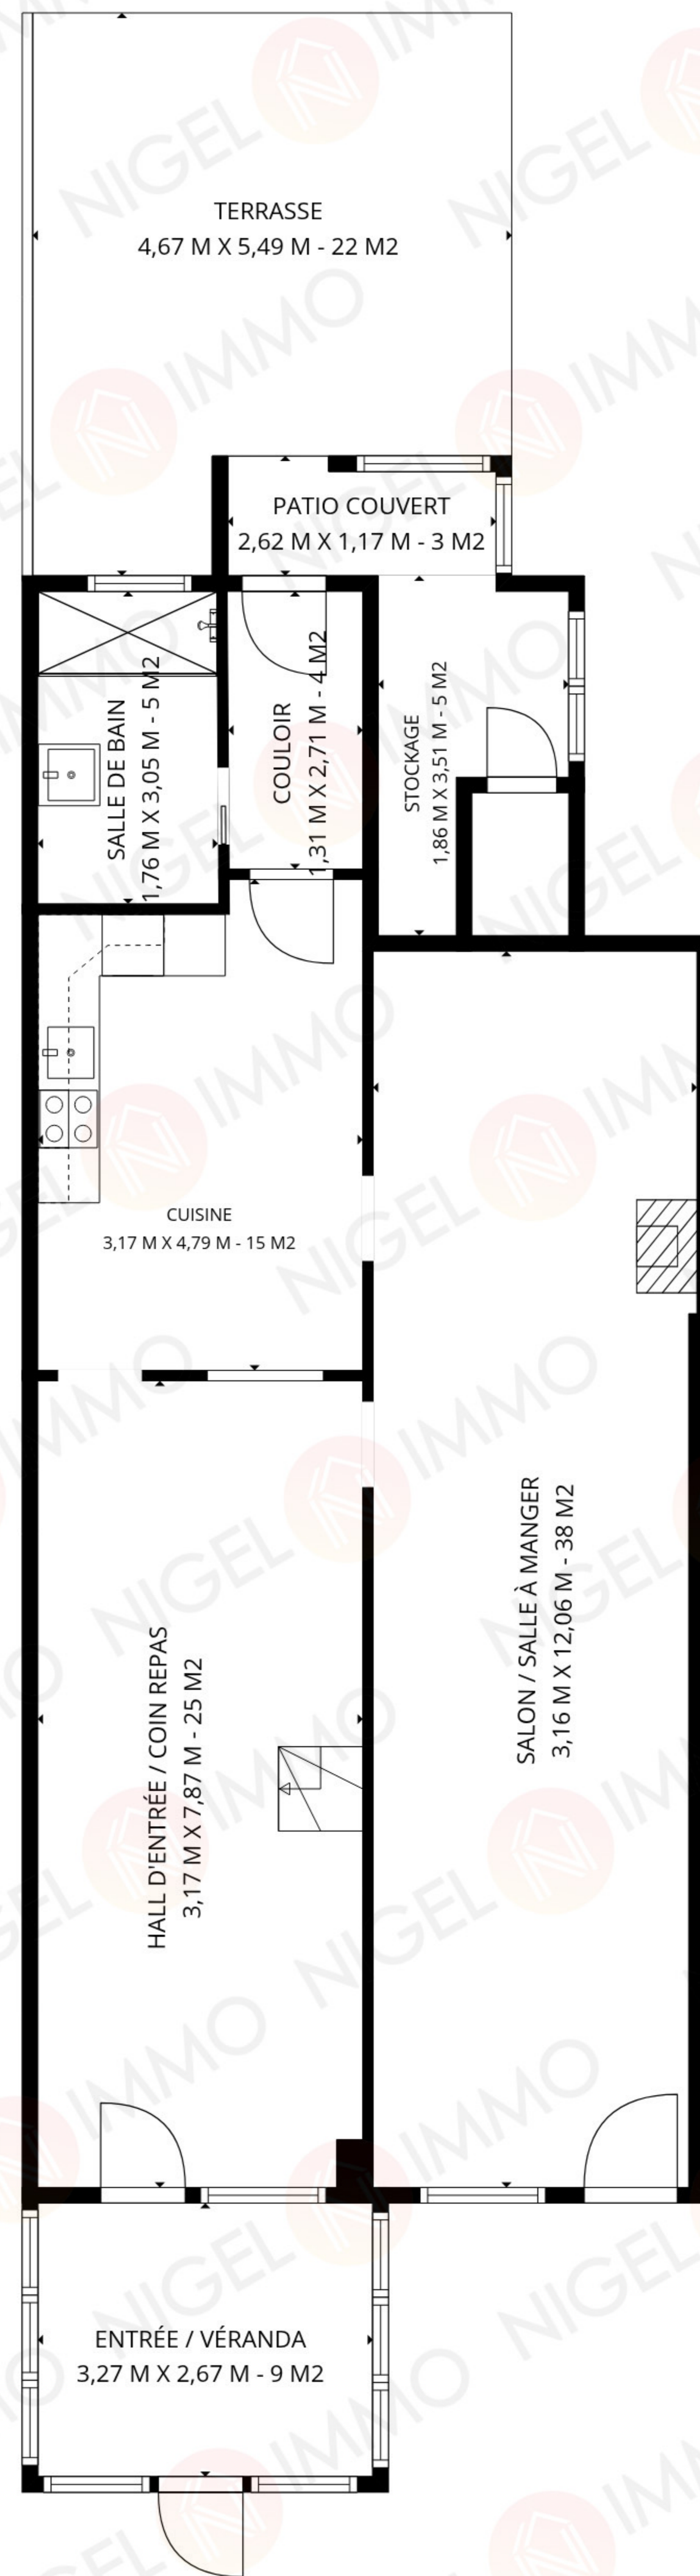 TERRASSE
4,67 M X 5,49 M - 22 M2
PATIO COUVERT
2,62 M X 1,17 M - 3 M2
SALLE DE BAIN
1,76 M X 3,05 M - 5 M2
COULOIR
1,31 M X 2,71 M - 4 M2
STOCKAGE
1,86 M X 3,51 M - 5 M2
CUISINE
3,17 M X 4,79 M - 15 M2
SALON / SALLE À MANGER
3,16 M X 12,06 M - 38 M2
HALL D'ENTRÉE / COIN REPAS
3,17 M X 7,87 M - 25 M2
ENTRÉE / VÉRANDA
3,27 M X 2,67 M - 9 M2
NIGEL IMMO